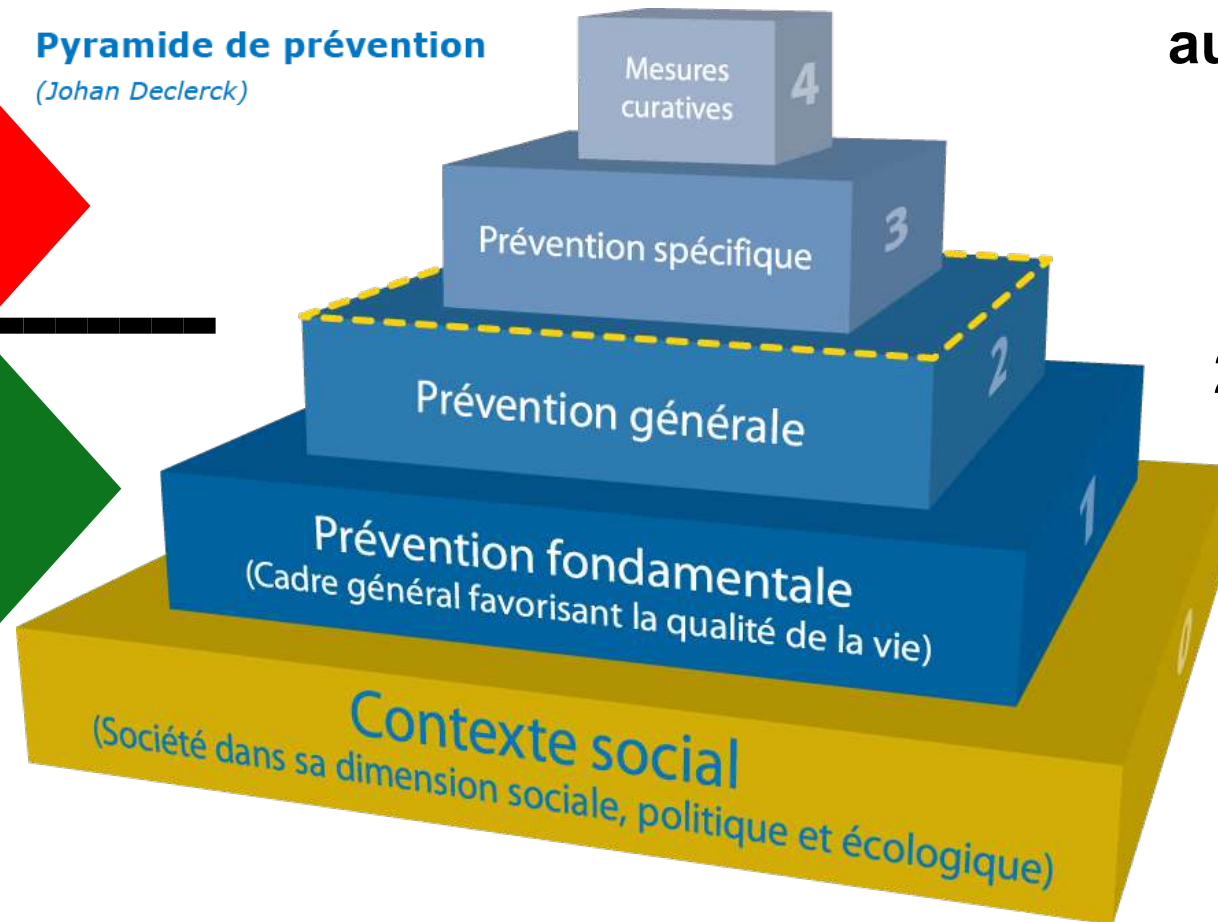 Pyramide de prévention
(Johan Declerck)
au
Mesures
curatives
4
Prévention spécifique
3
Prévention générale
2
Prévention fondamentale
(Cadre général favorisant la qualité de la vie)
1
Contexte social
(Société dans sa dimension sociale, politique et écologique)
0